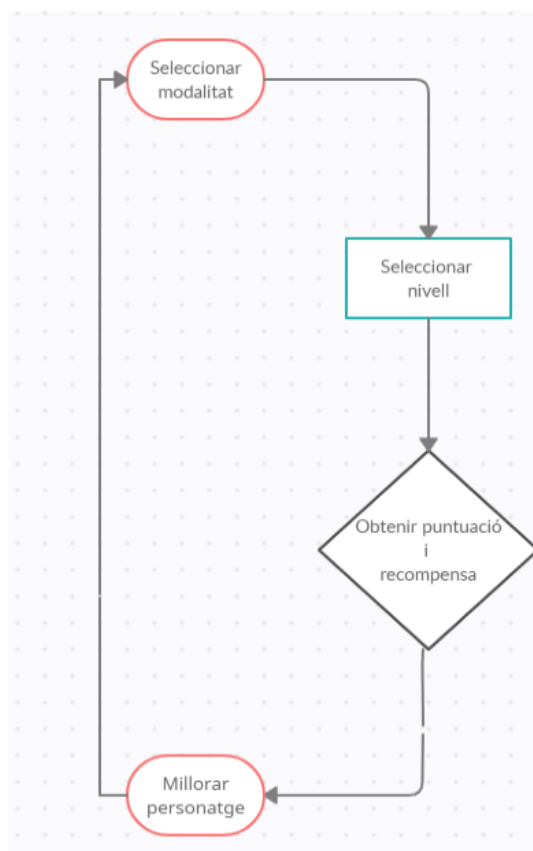 Seleccionar
modalitat
Seleccionar
nivell
Obtenir puntuació
i
recompensa
Millorar
personatge